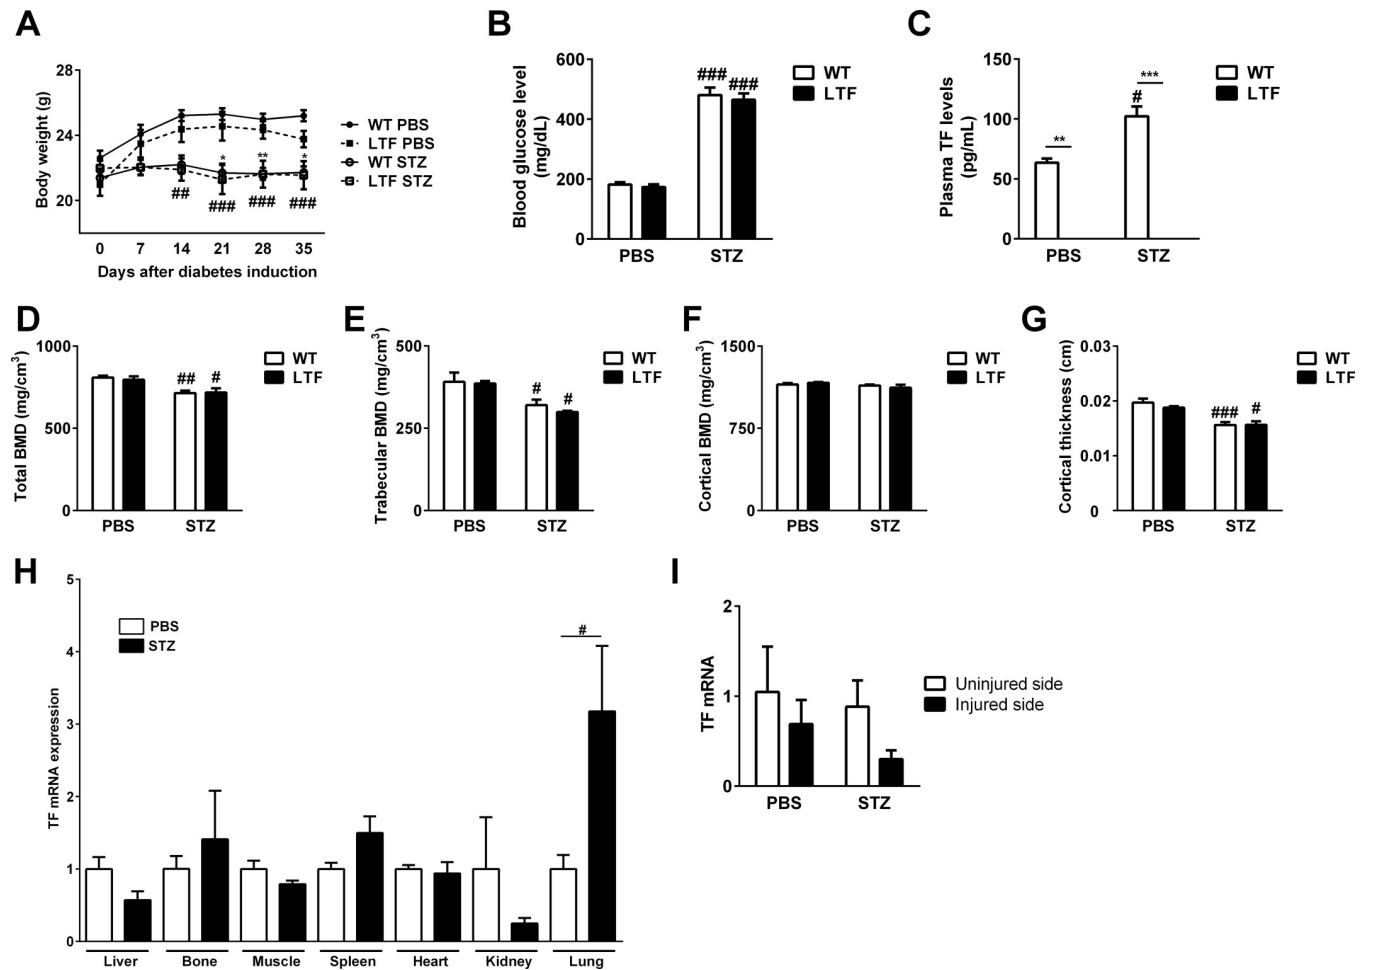 A
Body weight (g)
28
24
20
0 7 14 21 28 35
Days after diabetes induction
* ** *
## ### ### ###
WT PBS
LTF PBS
WT STZ
LTF STZ
B
Blood glucose level
(mg/dL)
600
400
200
0
### ###
PBS STZ
WT
LTF
C
Plasma TF levels
(pg/mL)
150
100
50
0
***
#
**
PBS STZ
WT
LTF
D
Total BMD (mg/cm3)
1000
500
0
## #
PBS STZ
WT
LTF
E
Trabecular BMD (mg/cm3)
500
250
0
# #
PBS STZ
WT
LTF
F
Cortical BMD (mg/cm3)
1500
750
0
PBS STZ
WT
LTF
G
Cortical thickness (cm)
0.03
0.02
0.01
0
### #
PBS STZ
WT
LTF
H
TF mRNA expression
5
4
3
2
1
0
PBS
STZ
#
Liver Bone Muscle Spleen Heart Kidney Lung
I
TF mRNA
2
1
0
PBS STZ
Uninjured side
Injured side